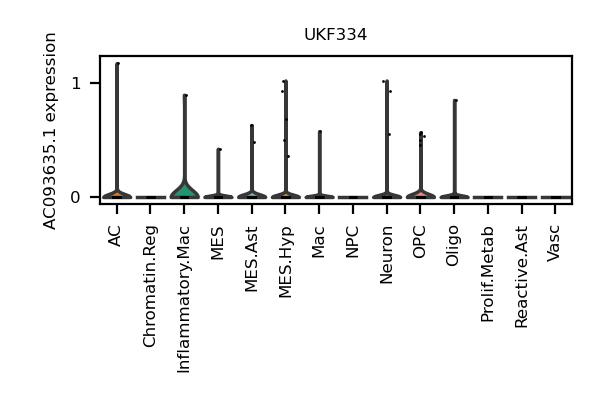 UKF334
AC093635.1 expression
1
0
AC
Chromatin.Reg
Inflammatory.Mac
MES
MES.Ast
MES.Hyp
Mac
NPC
Neuron
OPC
Oligo
Prolif.Metab
Reactive.Ast
Vasc